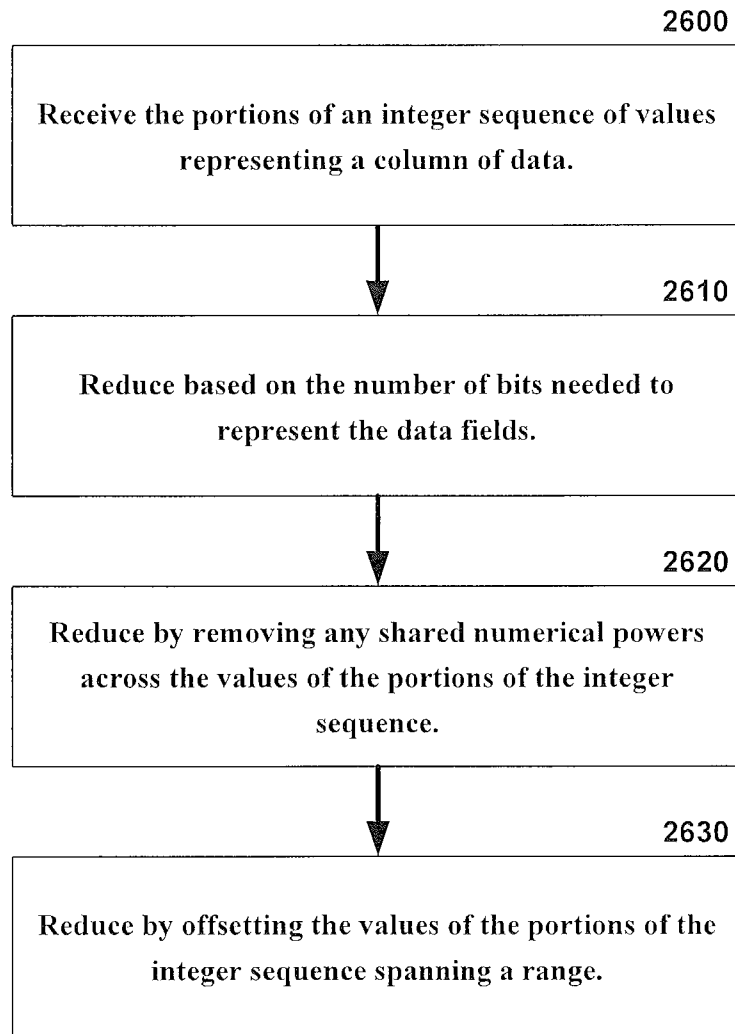 2600
Receive the portions of an integer sequence of values
representing a column of data.
2610
Reduce based on the number of bits needed to
represent the data fields.
2620
Reduce by removing any shared numerical powers
across the values of the portions of the integer
sequence.
2630
Reduce by offsetting the values of the portions of the
integer sequence spanning a range.